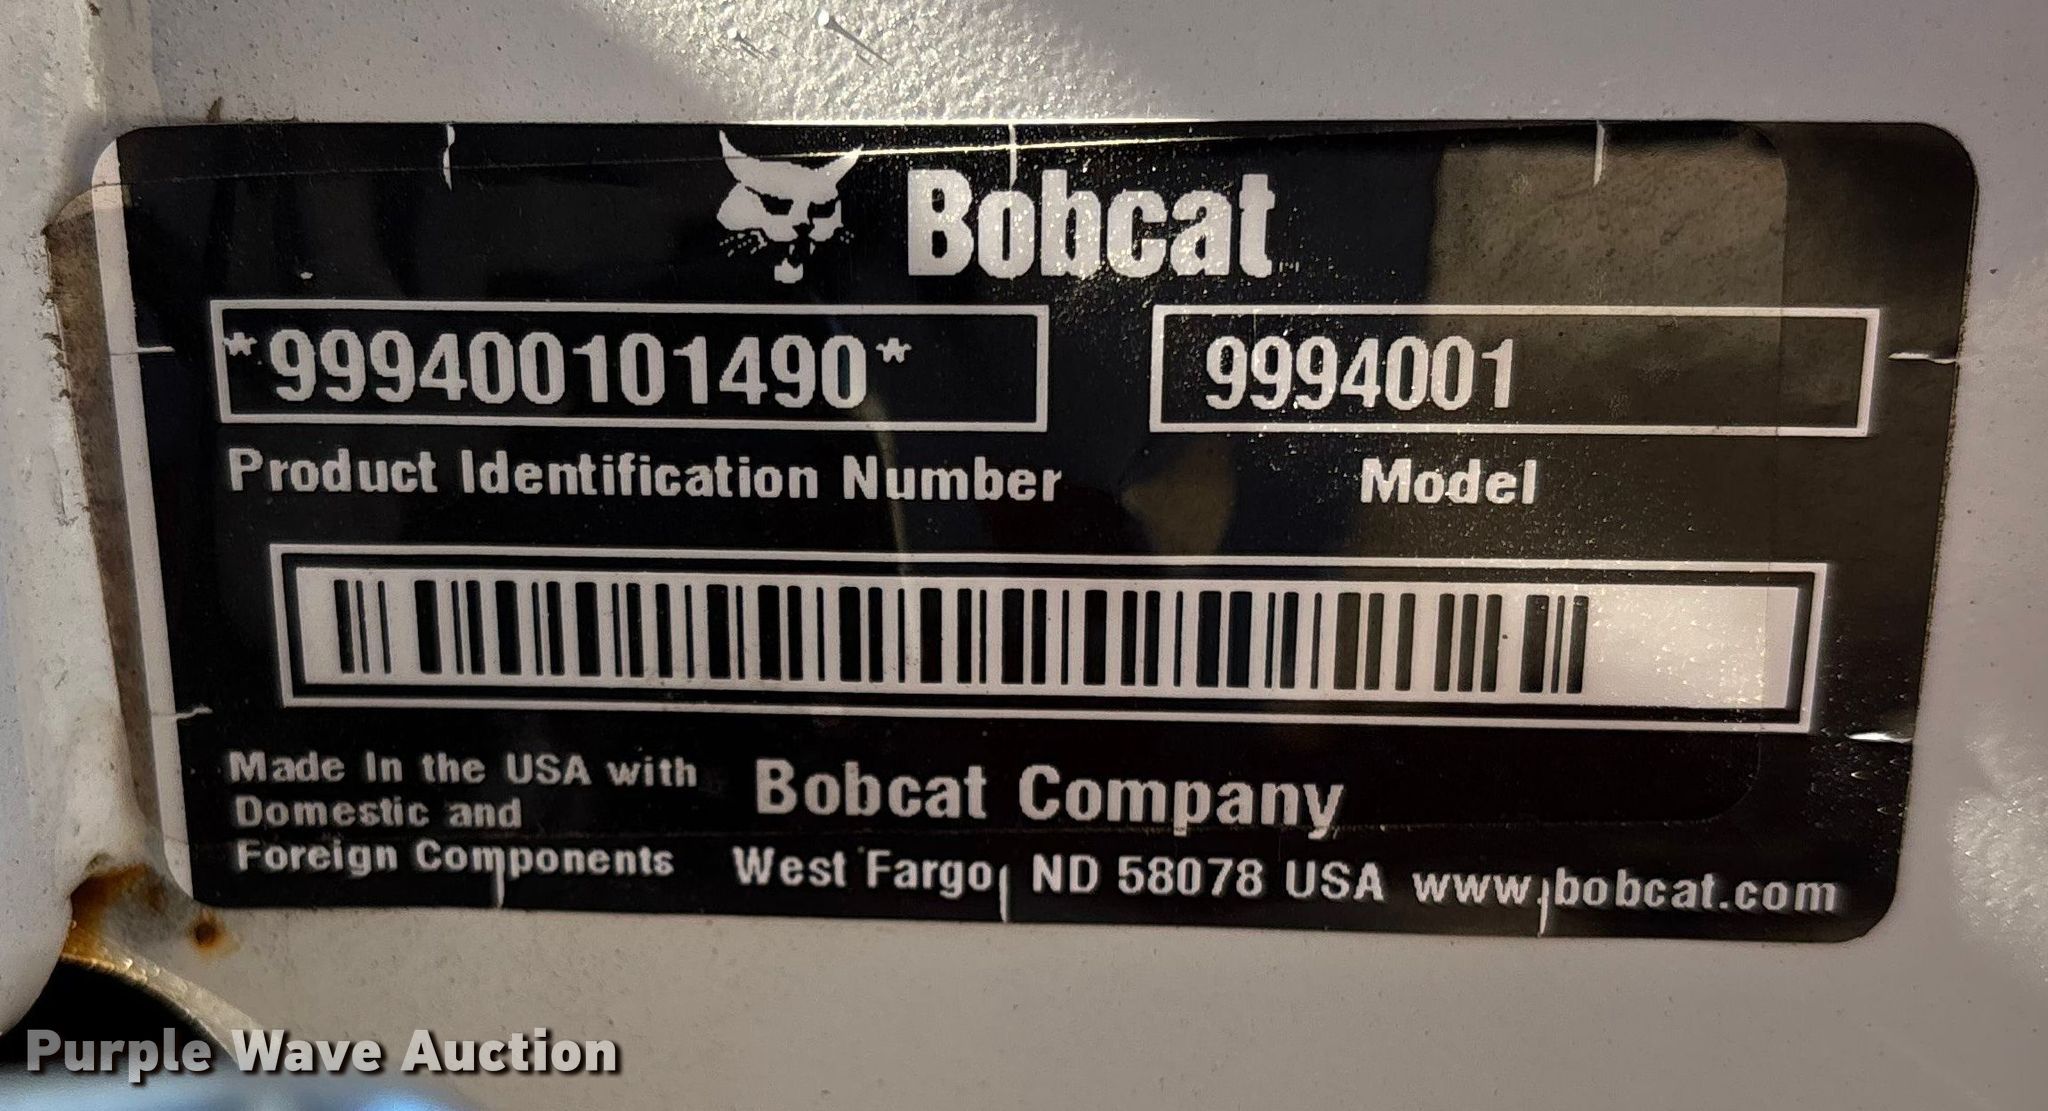 Bobcat
*999400101490*
9994001
Product Identification Number
Model
Made In the USA with
Domestic and
Foreign Components
Bobcat Company
West Fargo, ND 58078 USA www.bobcat.com
Purple Wave Auction